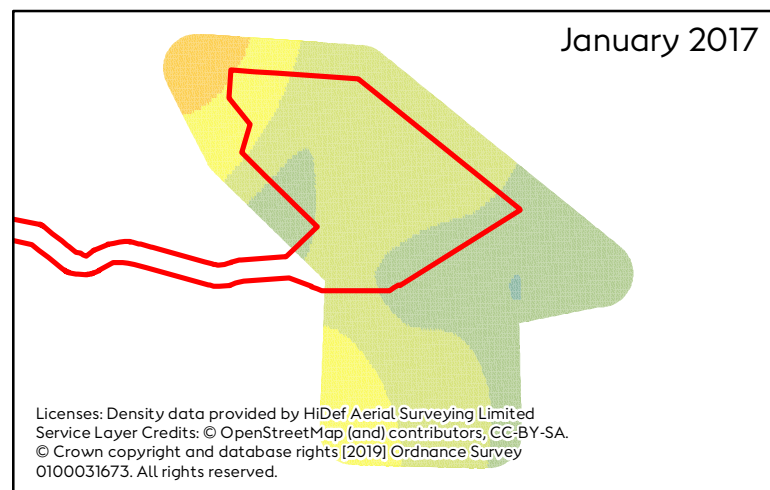 January 2017
Licenses: Density data provided by HiDef Aerial Surveying Limited
Service Layer Credits: © OpenStreetMap (and) contributors, CC-BY-SA.
© Crown copyright and database rights [2019] Ordnance Survey
0100031673. All rights reserved.